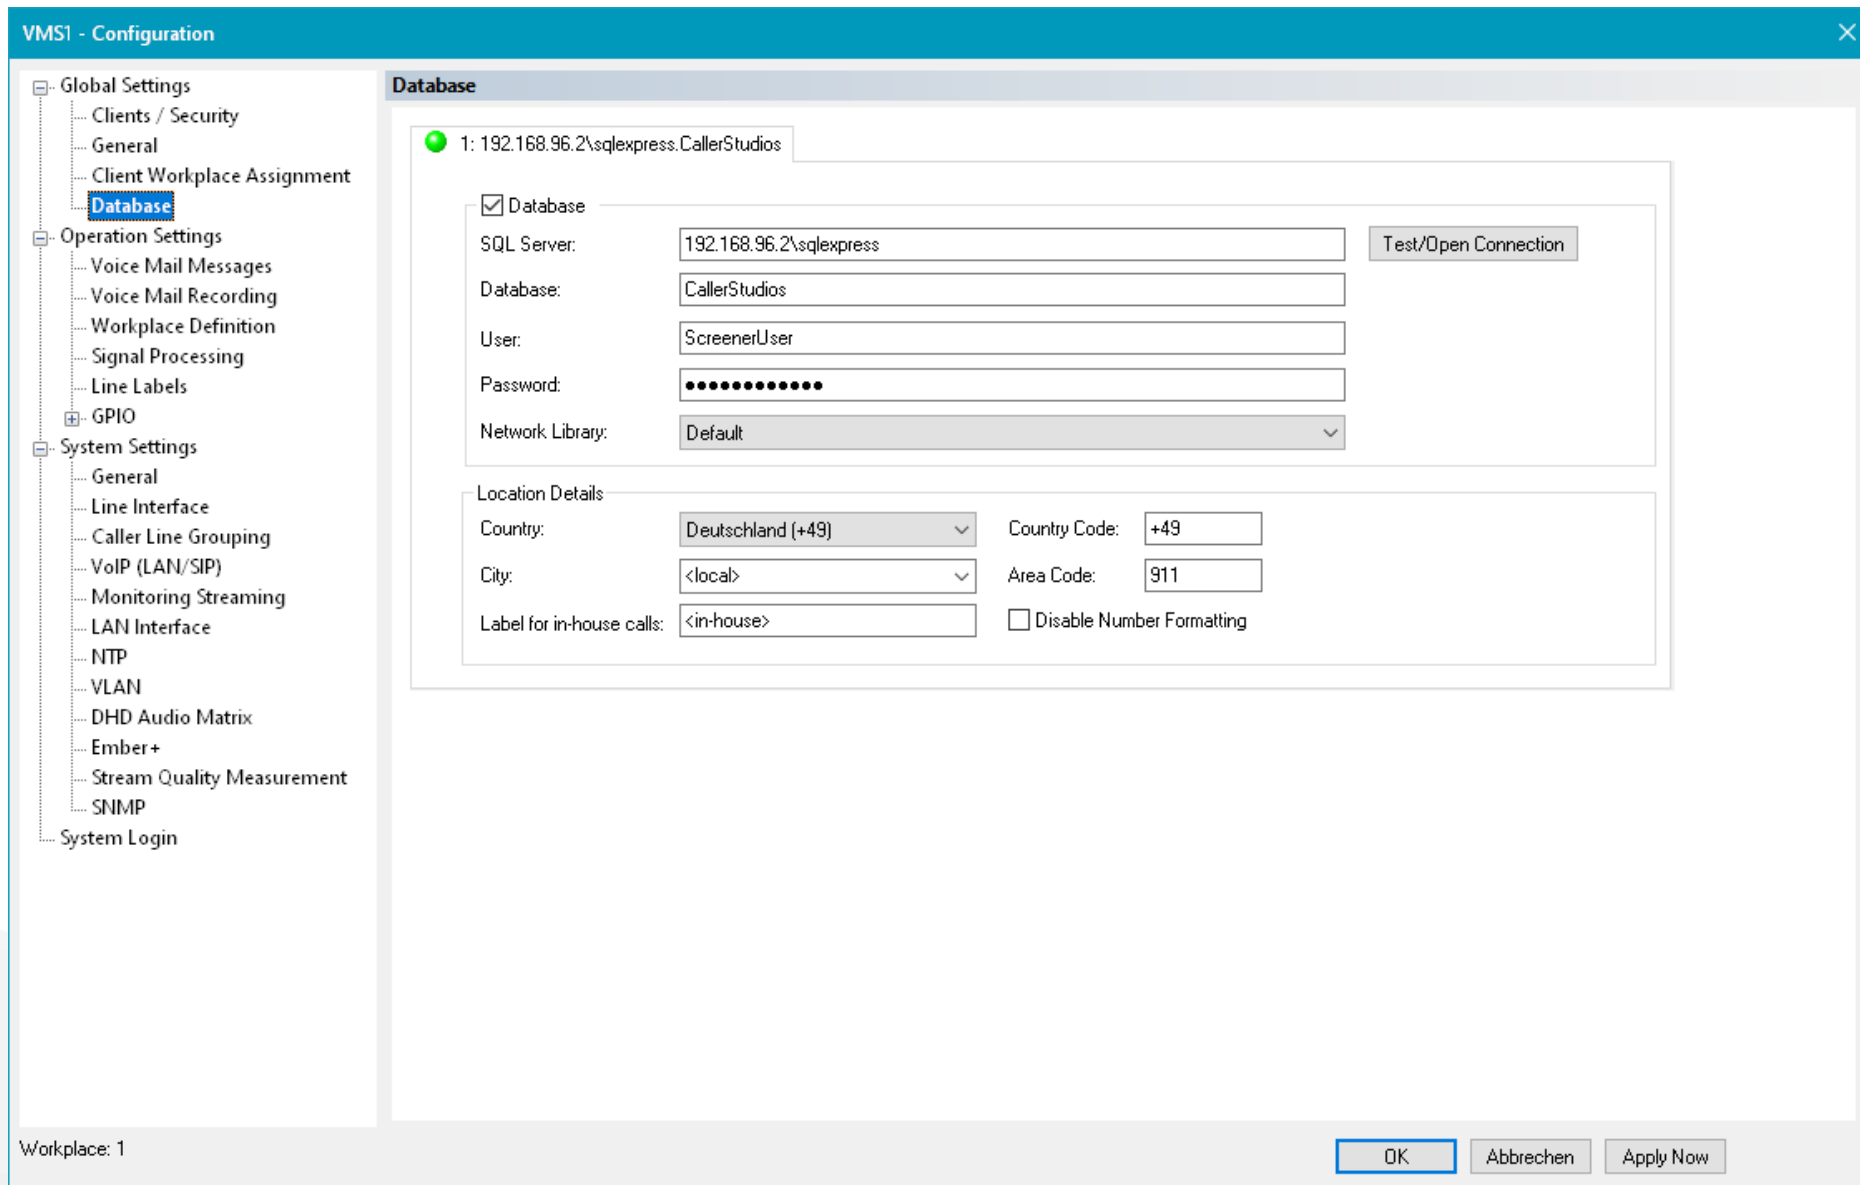 VMS1 - Configuration
Global Settings
Clients / Security
General
Client Workplace Assignment
Database
Operation Settings
Voice Mail Messages
Voice Mail Recording
Workplace Definition
Signal Processing
Line Labels
GPIO
System Settings
General
Line Interface
Caller Line Grouping
VoIP (LAN/SIP)
Monitoring Streaming
LAN Interface
NTP
VLAN
DHD Audio Matrix
Ember+
Stream Quality Measurement
SNMP
System Login
Database
1: 192.168.96.2\sqlexpress.CallerStudios
Database
SQL Server: 192.168.96.2\sqlexpress Test/Open Connection
Database: CallerStudios
User: ScreenerUser
Password: ●●●●●●●●●●●●
Network Library: Default
Location Details
Country: Deutschland (+49) Country Code: +49
City: <local> Area Code: 911
Label for in-house calls: <in-house> Disable Number Formatting
Workplace: 1
OK Abbrechen Apply Now